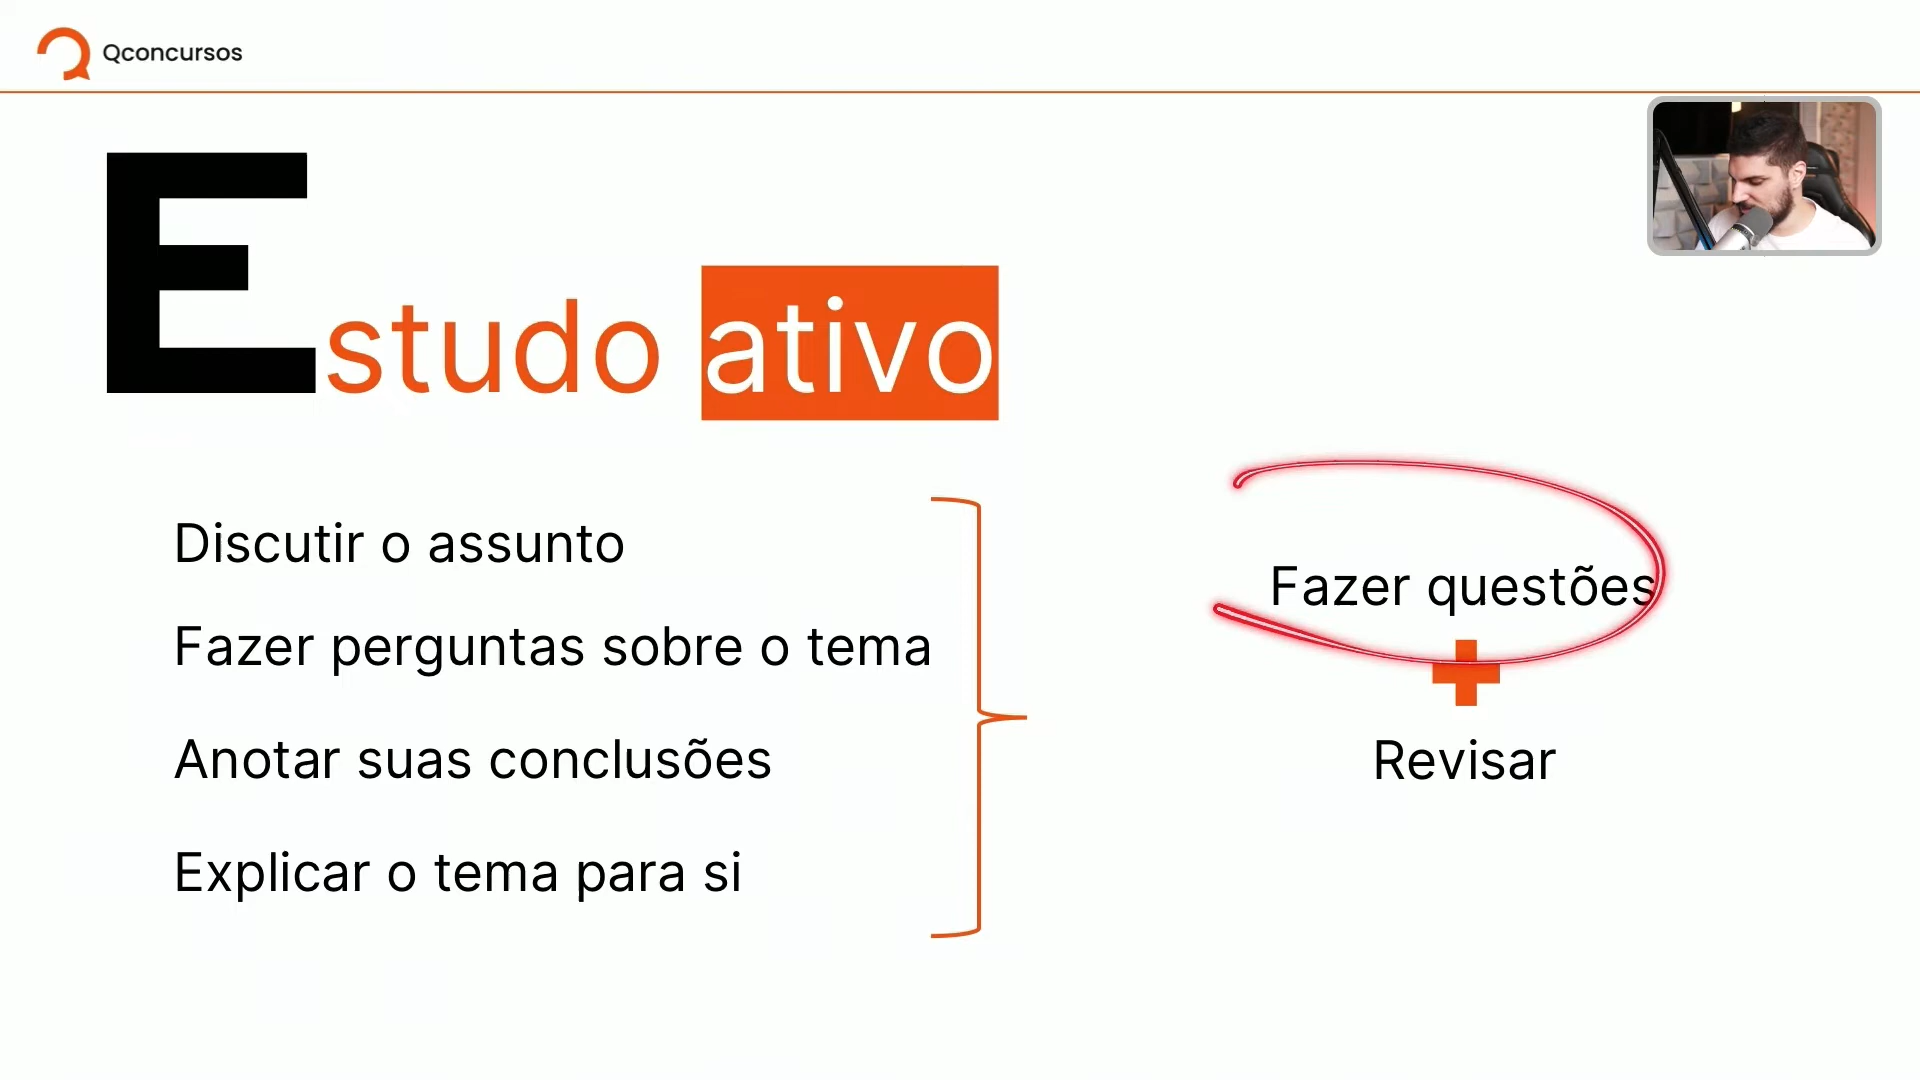 Qconcursos
Estudo ativo
Discutir o assunto
Fazer perguntas sobre o tema
Anotar suas conclusões
Explicar o tema para si
Fazer questões
Revisar